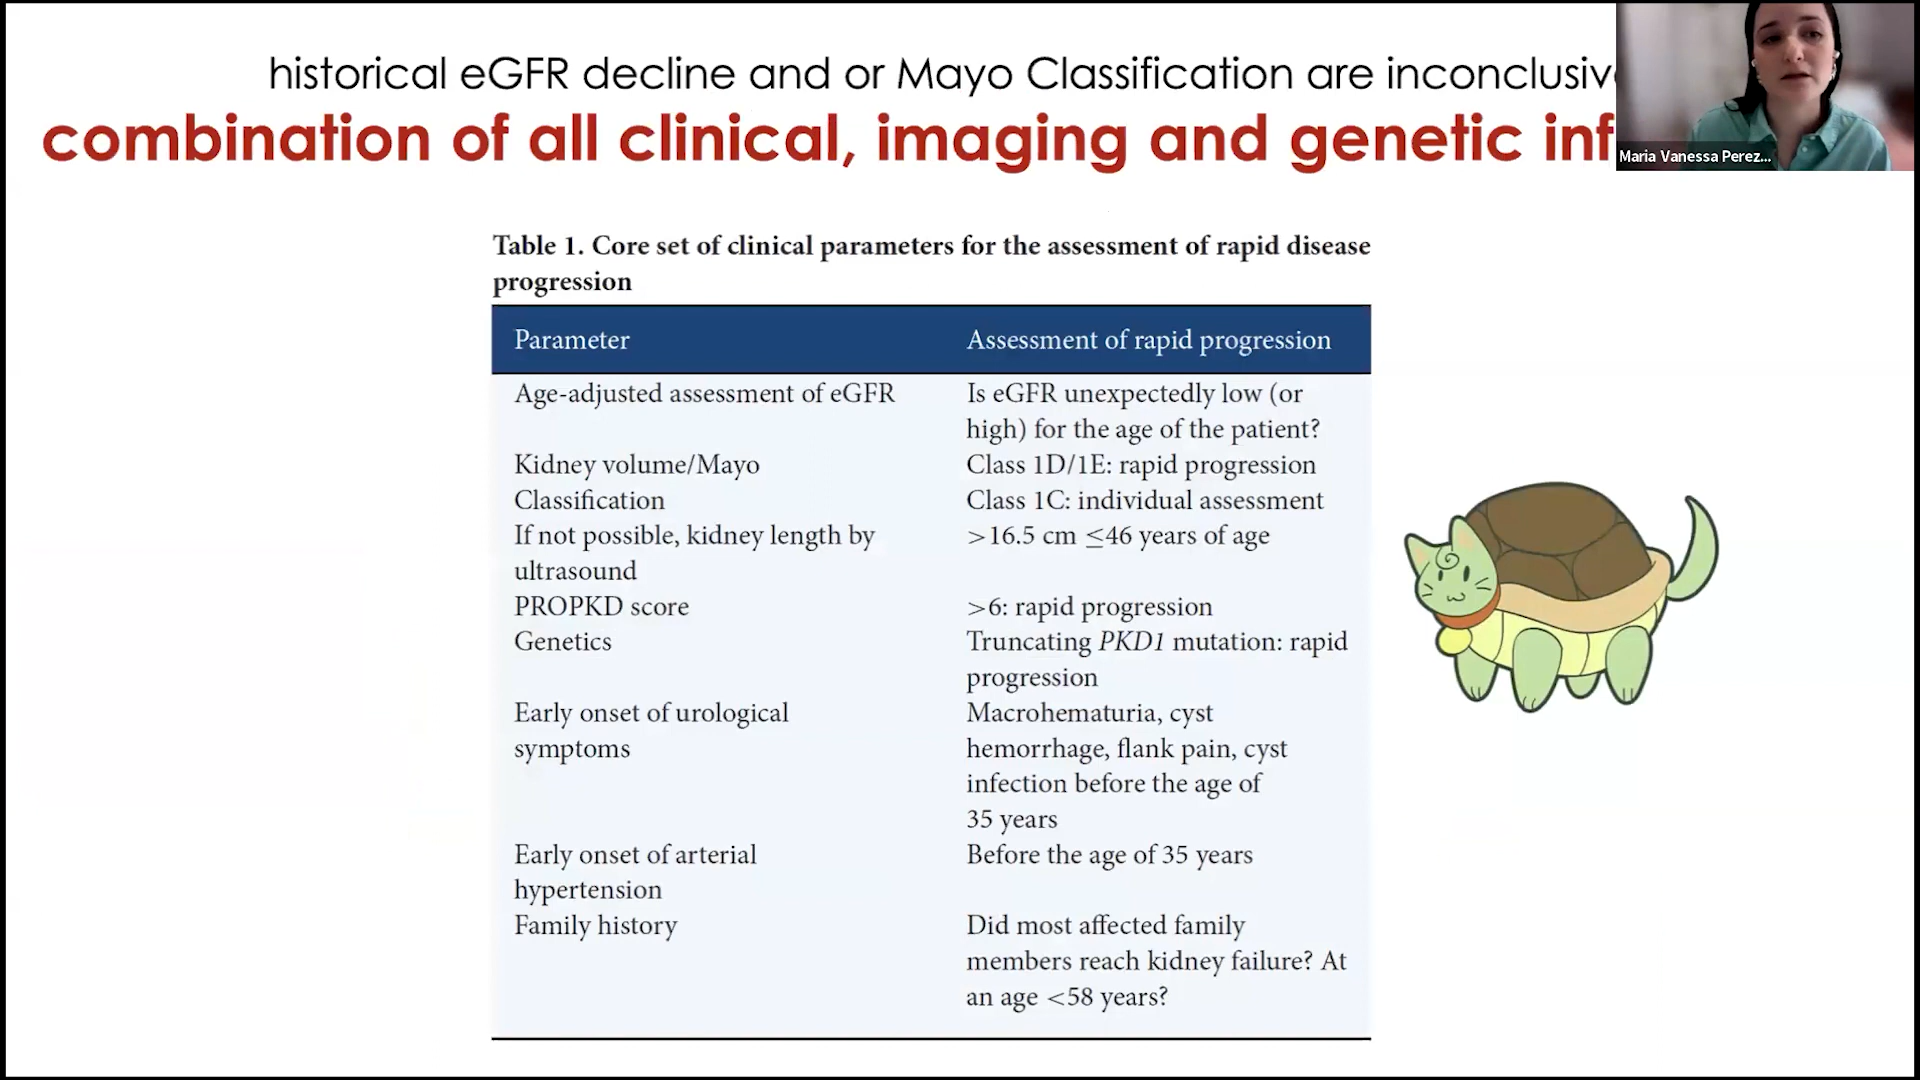 historical eGFR decline and or Mayo Classification are
combination of all clinical, imaging and genetic
Maria Vanessa Perez...
Table 1. Core set of clinical parameters for the assessment of rapid disease
progression
Parameter Assessment of rapid progression
Age-adjusted assessment of eGFR Is eGFR unexpectedly low (or
high) for the age of the patient?
Kidney volume/Mayo Class 1D/1E: rapid progression
Classification Class 1C: individual assessment
If not possible, kidney length by >16.5 cm ≤46 years of age
ultrasound
PROPKD score >6: rapid progression
Genetics Truncating PKD1 mutation: rapid
progression
Early onset of urological Macrohematuria, cyst
symptoms hemorrhage, flank pain, cyst
infection before the age of
35 years
Early onset of arterial Before the age of 35 years
hypertension
Family history Did most affected family
members reach kidney failure? At
an age <58 years?